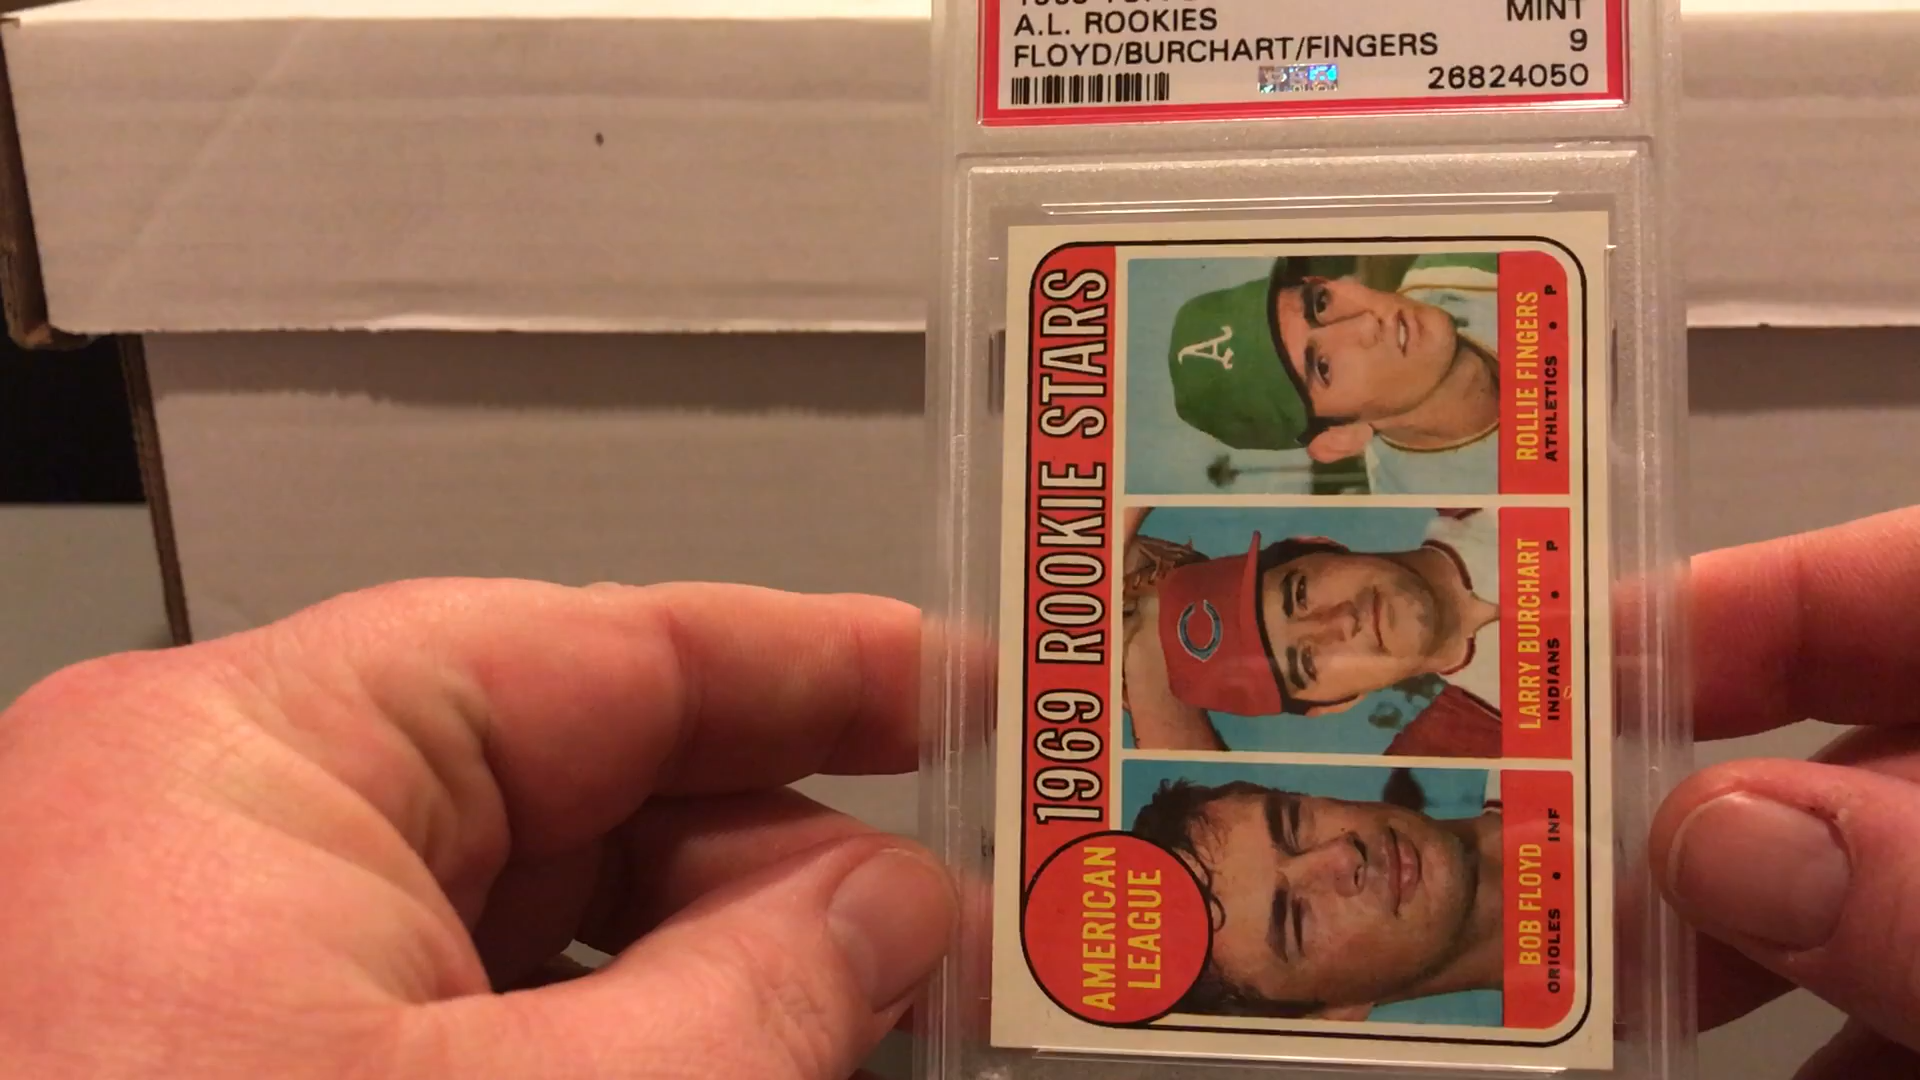 A.L. ROOKIES
MINT
FLOYD/BURCHART/FINGERS
9
26824050
1969 ROOKIE STARS
AMERICAN
LEAGUE
A
ROLLIE FINGERS
ATHLETICS • P
C
LARRY BURCHART
INDIANS • P
BOB FLOYD
ORIOLES • INF